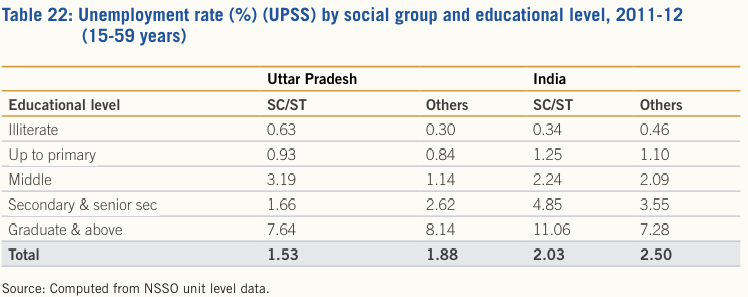 Table 22: Unemployment rate (%) (UPSS) by social group and educational level, 2011-12
(15-59 years)
Uttar Pradesh India
Educational level SC/ST Others SC/ST Others
Illiterate 0.63 0.30 0.34 0.46
Up to primary 0.93 0.84 1.25 1.10
Middle 3.19 1.14 2.24 2.09
Secondary & senior sec 1.66 2.62 4.85 3.55
Graduate & above 7.64 8.14 11.06 7.28
Total 1.53 1.88 2.03 2.50
Source: Computed from NSSO unit level data.